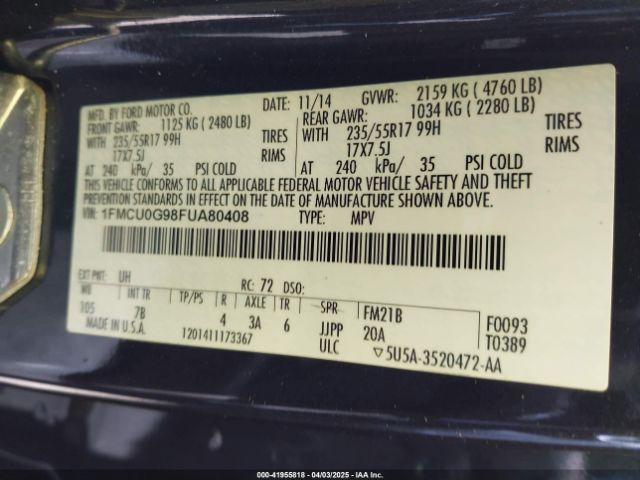 MFD. BY FORD MOTOR CO. DATE: 11/14 GVWR: 2159 KG ( 4760 LB)
FRONT GAWR: 1125 KG ( 2480 LB) REAR GAWR: 1034 KG ( 2280 LB)
WITH 235/55R17 99H TIRES WITH 235/55R17 99H TIRES
17X7.5J RIMS 17X7.5J RIMS
AT 240 kPa/ 35 PSI COLD AT 240 kPa/ 35 PSI COLD
THIS VEHICLE CONFORMS TO ALL APPLICABLE FEDERAL MOTOR VEHICLE SAFETY AND THEFT
PREVENTION STANDARDS IN EFFECT ON THE DATE OF MANUFACTURE SHOWN ABOVE.
VIN: 1FMCU0G98FUA80408 TYPE: MPV
EXT PNT: UH RC: 72 DSO:
WB INT TR TP/PS R AXLE TR SPR FM21B F0093
105 7B 4 3A 6 JJPP 20A T0389
MADE IN U.S.A. 1201411173367 ULC ▽5U5A-3520472-AA
000-41955818 - 04/03/2025 - IAA Inc.